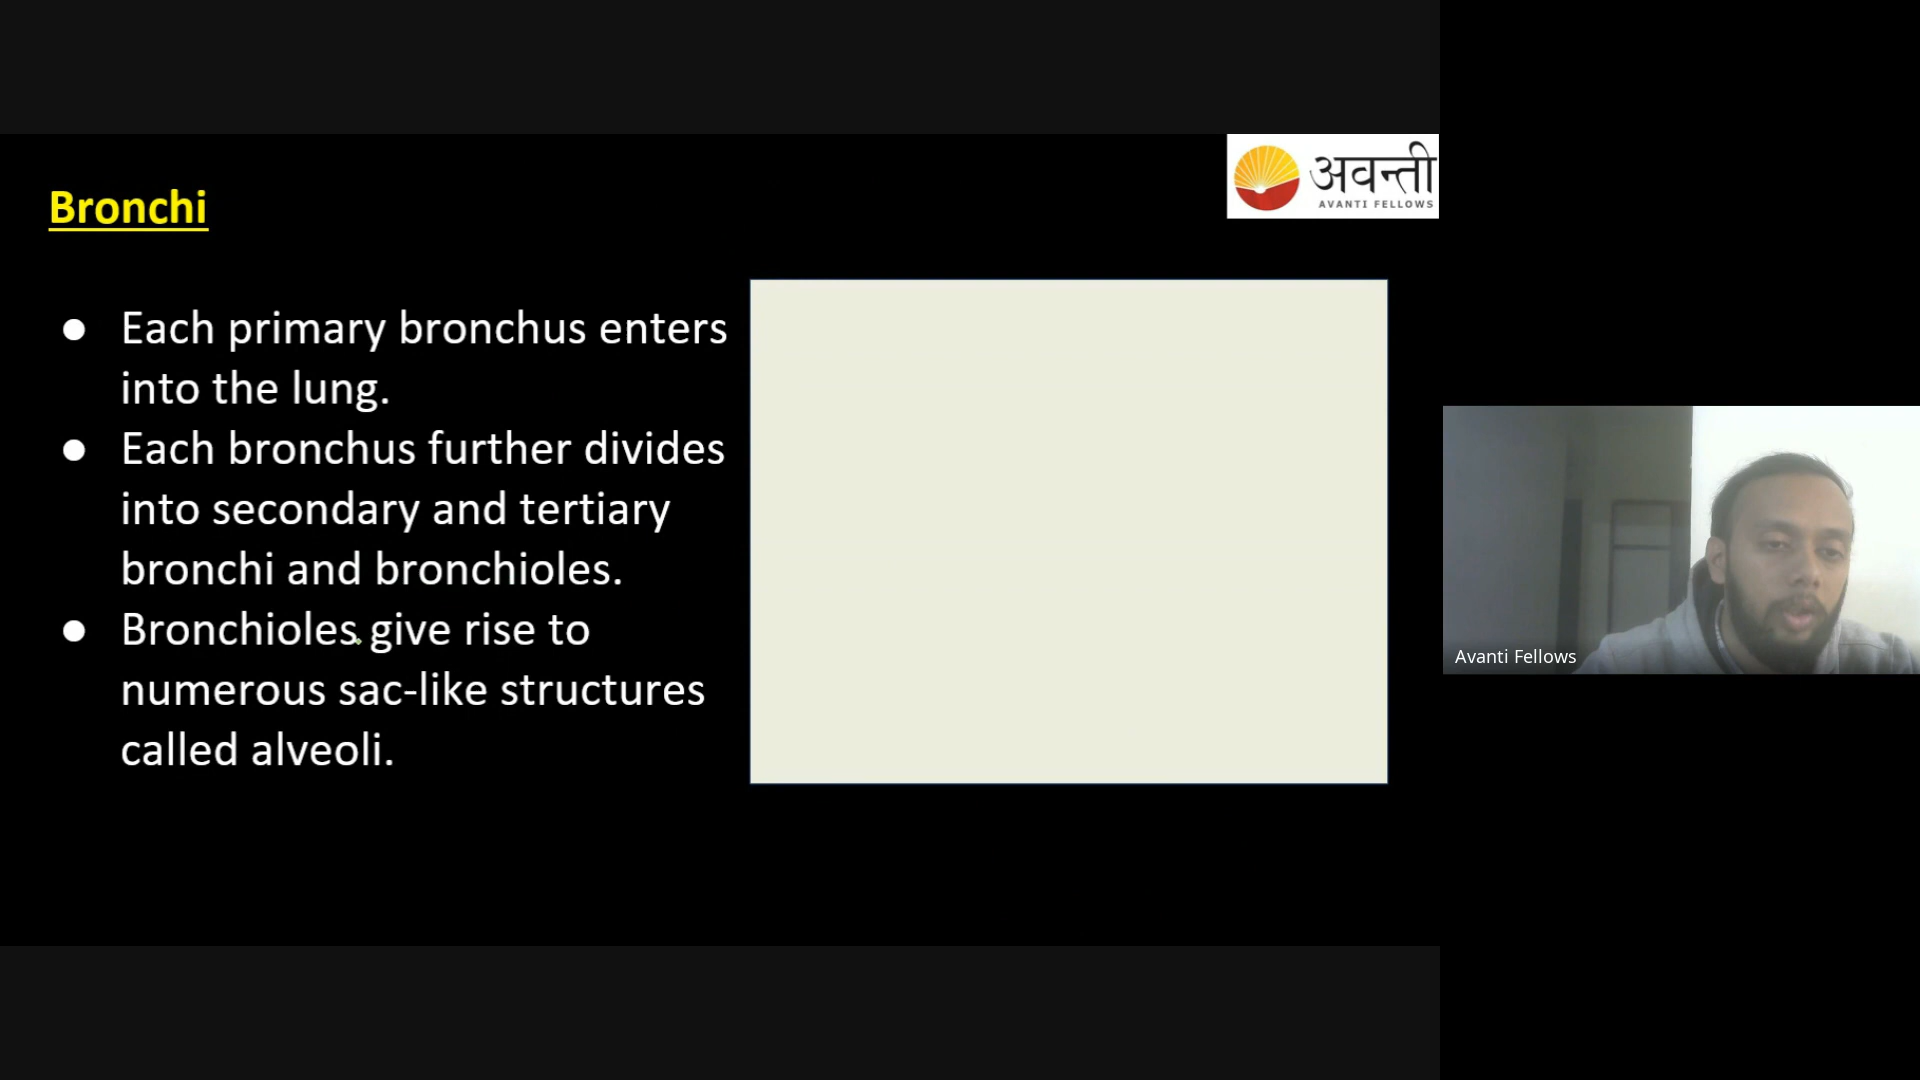 अवन्ती
AVANTI FELLOWS
Bronchi
● Each primary bronchus enters
into the lung.
● Each bronchus further divides
into secondary and tertiary
bronchi and bronchioles.
● Bronchioles give rise to
numerous sac-like structures
called alveoli.
Avanti Fellows